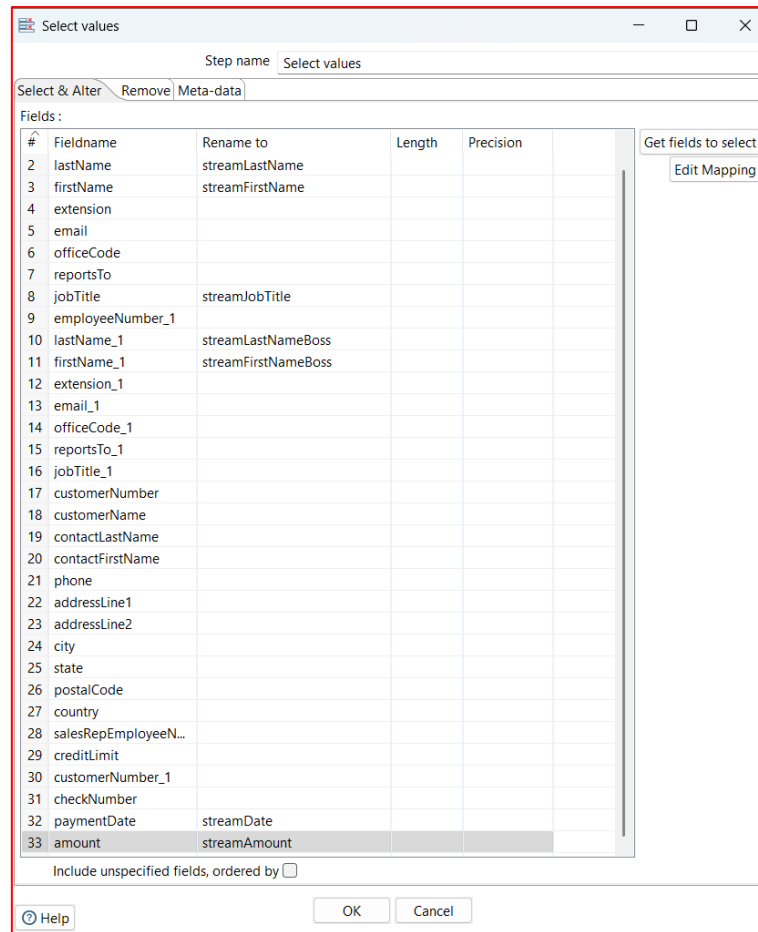 Select values
Step name Select values
Select & Alter Remove Meta-data
Fields :
# Fieldname Rename to Length Precision
Get fields to select
2 lastName streamLastName
Edit Mapping
3 firstName streamFirstName
4 extension
5 email
6 officeCode
7 reportsTo
8 jobTitle streamJobTitle
9 employeeNumber_1
10 lastName_1 streamLastNameBoss
11 firstName_1 streamFirstNameBoss
12 extension_1
13 email_1
14 officeCode_1
15 reportsTo_1
16 jobTitle_1
17 customerNumber
18 customerName
19 contactLastName
20 contactFirstName
21 phone
22 addressLine1
23 addressLine2
24 city
25 state
26 postalCode
27 country
28 salesRepEmployeeN...
29 creditLimit
30 customerNumber_1
31 checkNumber
32 paymentDate streamDate
33 amount streamAmount
Include unspecified fields, ordered by
OK Cancel
Help